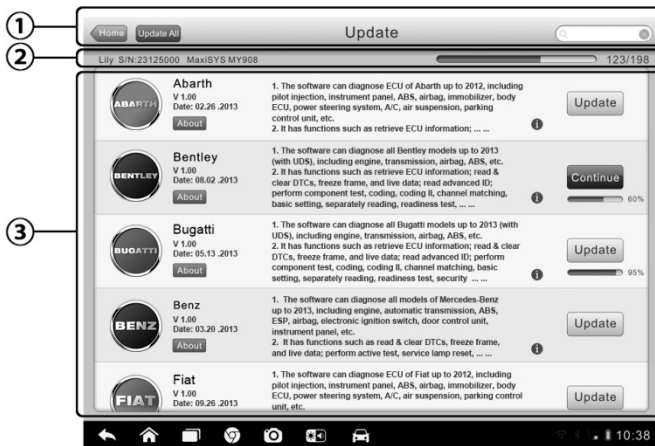 ①
Home Update All Update
②
Lily S/N:23125000 MaxiSYS MY908 123/198
③
ABARTH
Abarth
V 1.00
Date: 02.26 .2013
About
1. The software can diagnose ECU of Abarth up to 2012, including
pilot injection, instrument panel, ABS, airbag, immobilizer, body
ECU, power steering system, A/C, air suspension, parking
control unit, etc.
2. It has functions such as retrieve ECU information; ... ...
Update
BENTLEY
Bentley
V 1.00
Date: 08.02 .2013
About
1. The software can diagnose all Bentley models up to 2013
(with UDS), including engine, transmission, airbag, ABS, etc.
2. It has functions such as retrieve ECU information; read &
clear DTCs, freeze frame, and live data; read advanced ID;
perform component test, coding, coding II, channel matching,
basic setting, separately reading, readiness test, ... ...
Continue
60%
BUGATTI
Bugatti
V 1.00
Date: 05.13 .2013
About
1. The software can diagnose all Bugatti models up to 2013 (with
UDS), including engine, transmission, airbag, ABS, etc.
2. It has functions such as retrieve ECU information; read & clear
DTCs, freeze frame, and live data; read advanced ID; perform
component test, coding, coding II, channel matching, basic
setting, separately reading, readiness test, security ... ...
Update
95%
BENZ
Benz
V 1.00
Date: 03.20 .2013
About
1. The software can diagnose all models of Mercedes-Benz
up to 2013, including engine, automatic transmission, ABS,
ESP, airbag, electronic ignition switch, door control unit,
instrument panel, etc.
2. It has functions such as read & clear DTCs, freeze frame,
and live data; perform active test, service lamp reset, ... ...
Update
FIAT
Fiat
V 1.00
Date: 09.26 .2013
1. The software can diagnose ECU of Fiat up to 2012, including
pilot injection, instrument panel, ABS, airbag, immobilizer, body
ECU, power steering system, A/C, air suspension, parking control
unit, etc.
Update
10:38